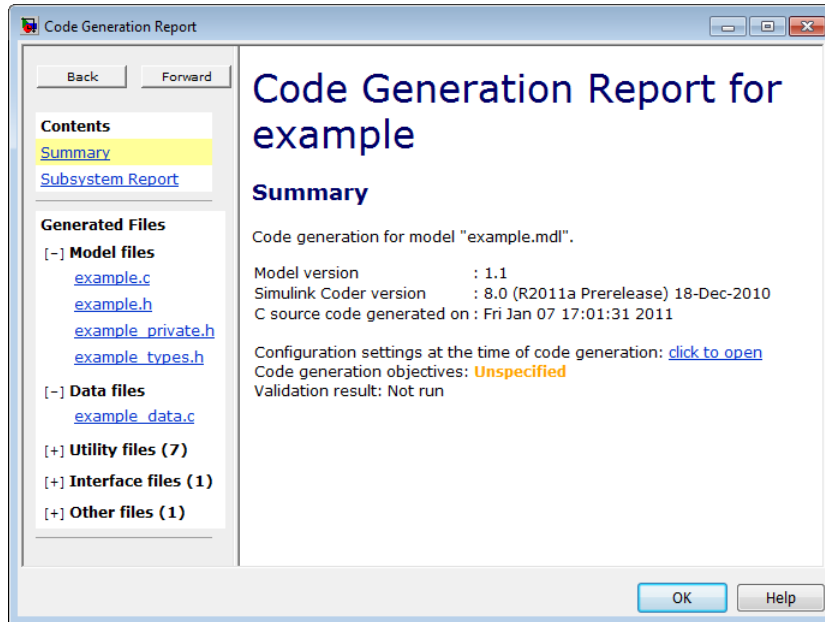 Code Generation Report
Back Forward
Contents
Summary
Subsystem Report
Generated Files
[-] Model files
example.c
example.h
example_private.h
example_types.h
[-] Data files
example_data.c
[+] Utility files (7)
[+] Interface files (1)
[+] Other files (1)
Code Generation Report for
example
Summary
Code generation for model "example.mdl".
Model version : 1.1
Simulink Coder version : 8.0 (R2011a Prerelease) 18-Dec-2010
C source code generated on : Fri Jan 07 17:01:31 2011
Configuration settings at the time of code generation: click to open
Code generation objectives: Unspecified
Validation result: Not run
OK Help